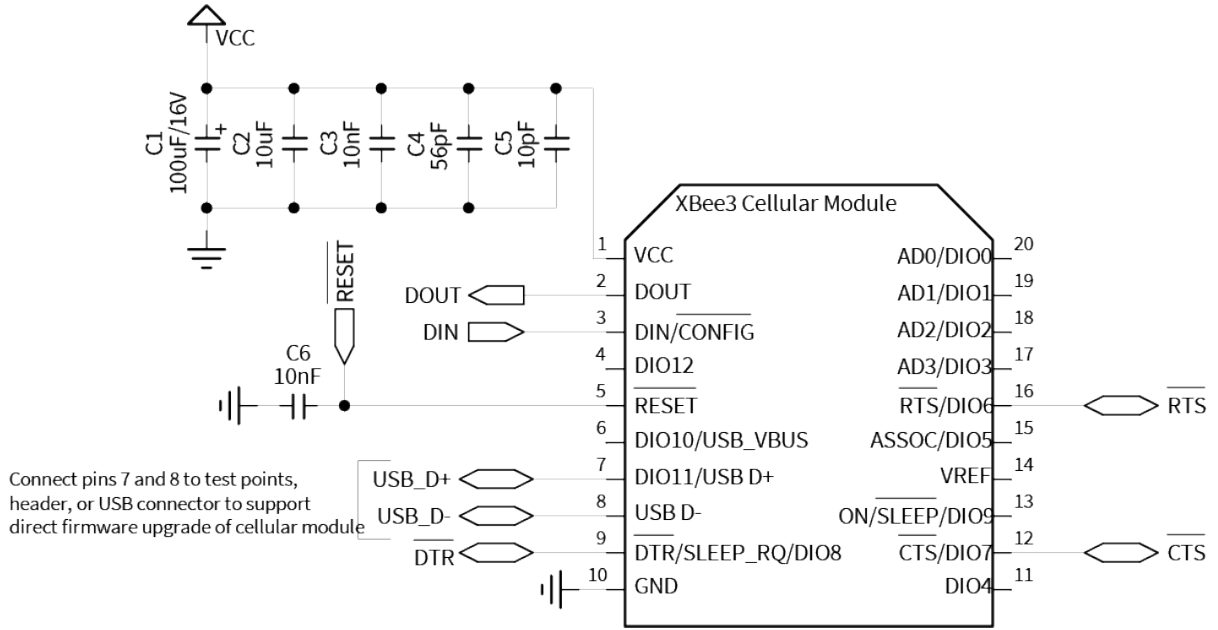 VCC
C1
100uF/16V
+
C2
10uF
C3
10nF
C4
56pF
C5
10pF
XBee3 Cellular Module
RESET
C6
10nF
DOUT
DIN
1 VCC
2 DOUT
3 DIN/CONFIG
4 DIO12
5 RESET
6 DIO10/USB_VBUS
7 DIO11/USB D+
8 USB D-
9 DTR/SLEEP_RQ/DIO8
10 GND
AD0/DIO0 20
AD1/DIO1 19
AD2/DIO2 18
AD3/DIO3 17
RTS/DIO6 16
ASSOC/DIO5 15
VREF 14
ON/SLEEP/DIO9 13
CTS/DIO7 12
DIO4 11
RTS
CTS
Connect pins 7 and 8 to test points,
header, or USB connector to support
direct firmware upgrade of cellular module
USB_D+
USB_D-
DTR